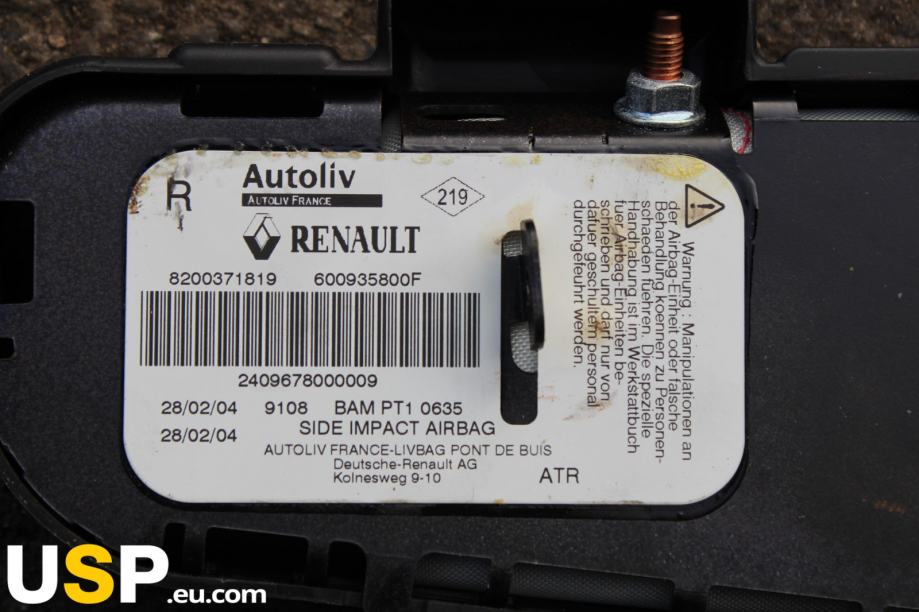 R
Autoliv
AUTOLIV FRANCE
219
RENAULT
8200371819 600935800F
2409678000009
28/02/04 9108 BAM PT1 0635
28/02/04 SIDE IMPACT AIRBAG
AUTOLIV FRANCE-LIVBAG PONT DE BUIS
Deutsche-Renault AG
Kolnesweg 9-10
ATR
Warnung : Manipulationen an
der Airbag-Einheit oder falsche
Behandlung koennen zu Personen-
schaeden fuehren. Die spezielle
Handhabung ist im Werkstattbuch
fuer Airbag-Einheiten be-
schrieben und darf nur von
dafuer geschultem personal
durchgefeuhrt werden.
USP.eu.com